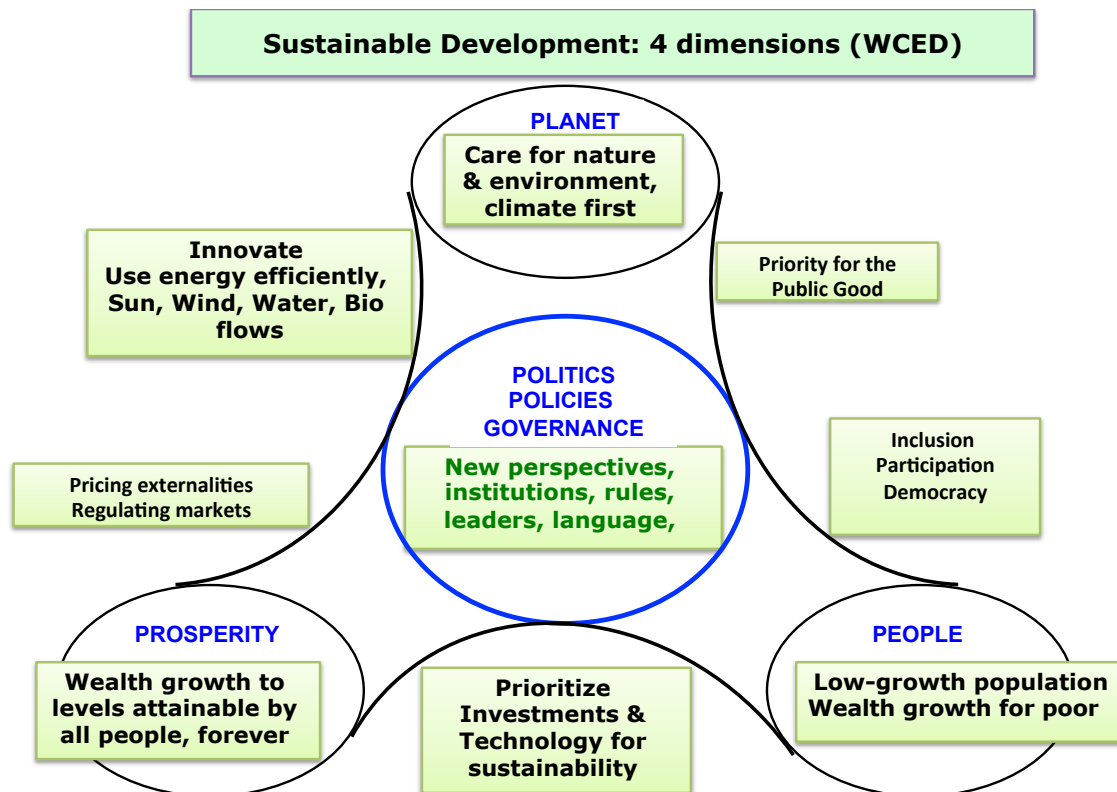 Sustainable Development: 4 dimensions (WCED)
PLANET
Care for nature
& environment,
climate first
Innovate
Use energy efficiently,
Sun, Wind, Water, Bio
flows
Priority for the
Public Good
POLITICS
POLICIES
GOVERNANCE
New perspectives,
institutions, rules,
leaders, language,
Pricing externalities
Regulating markets
Inclusion
Participation
Democracy
PROSPERITY
Wealth growth to
levels attainable by
all people, forever
Prioritize
Investments &
Technology for
sustainability
PEOPLE
Low-growth population
Wealth growth for poor